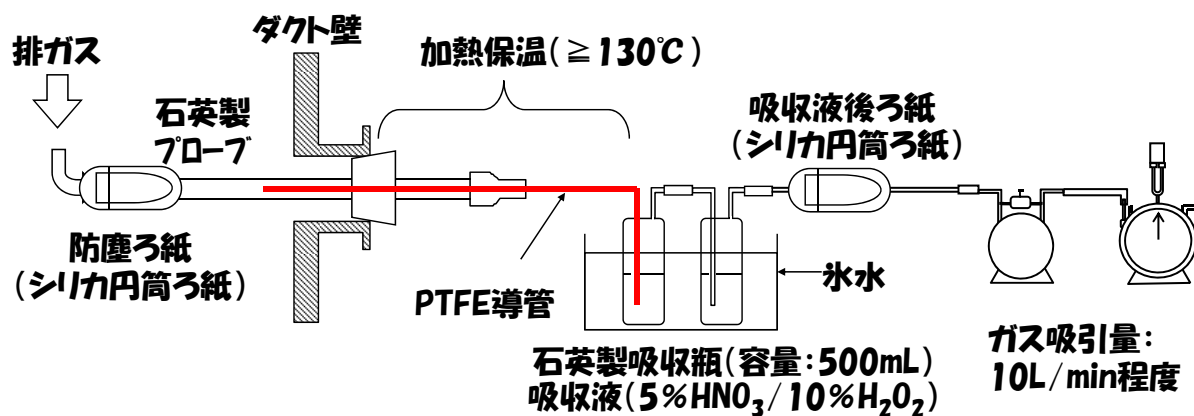 排ガス
ダクト壁
加熱保温(≧130℃)
石英製
プローブ
吸収液後ろ紙
(シリカ円筒ろ紙)
防塵ろ紙
(シリカ円筒ろ紙)
PTFE導管
氷水
石英製吸収瓶(容量:500mL)
吸収液(5%HNO₃/10%H₂O₂)
ガス吸引量:
10L/min程度